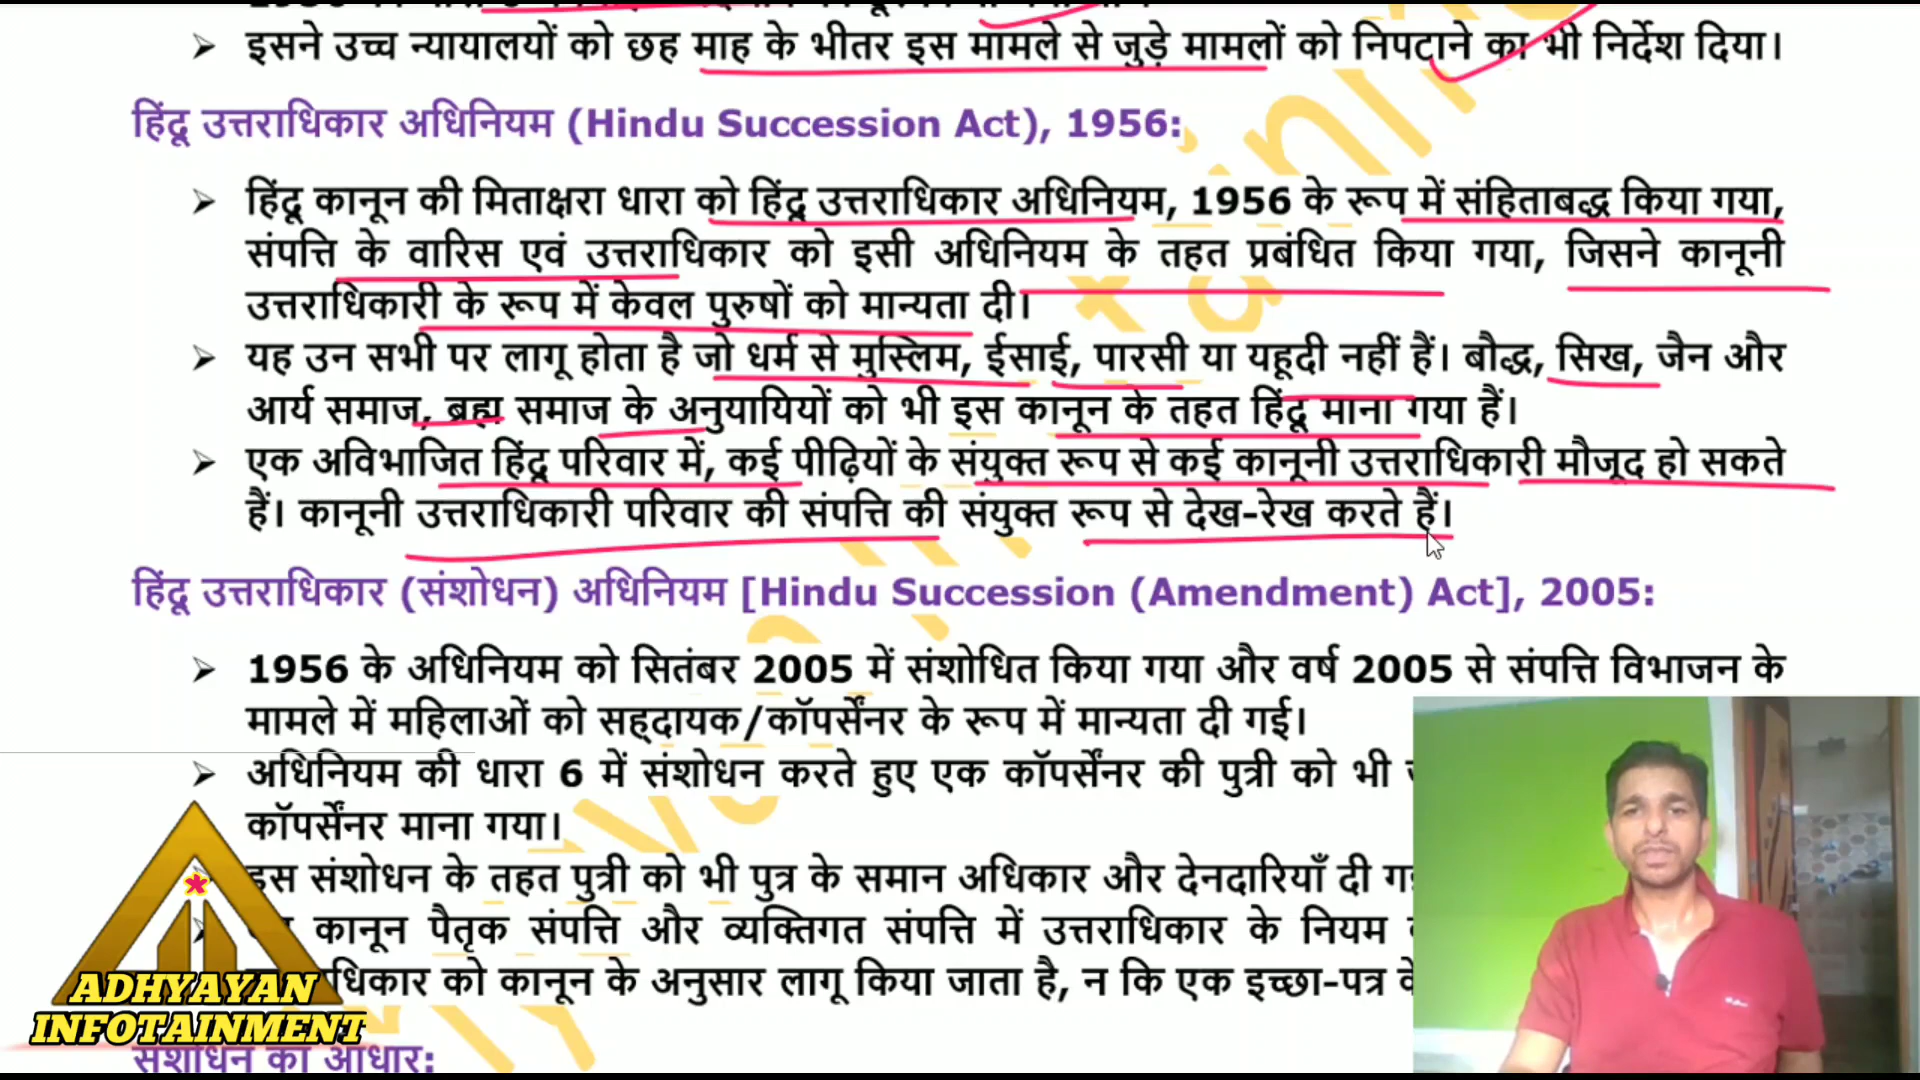 इसने उच्च न्यायालयों को छह माह के भीतर इस मामले से जुड़े मामलों को निपटाने का भी निर्देश दिया।
हिंदू उत्तराधिकार अधिनियम (Hindu Succession Act), 1956:
हिंदू कानून की मिताक्षरा धारा को हिंदू उत्तराधिकार अधिनियम, 1956 के रूप में संहिताबद्ध किया गया,
संपत्ति के वारिस एवं उत्तराधिकार को इसी अधिनियम के तहत प्रबंधित किया गया, जिसने कानूनी
उत्तराधिकारी के रूप में केवल पुरुषों को मान्यता दी।
यह उन सभी पर लागू होता है जो धर्म से मुस्लिम, ईसाई, पारसी या यहूदी नहीं हैं। बौद्ध, सिख, जैन और
आर्य समाज, ब्रह्म समाज के अनुयायियों को भी इस कानून के तहत हिंदू माना गया हैं।
एक अविभाजित हिंदू परिवार में, कई पीढ़ियों के संयुक्त रूप से कई कानूनी उत्तराधिकारी मौजूद हो सकते
हैं। कानूनी उत्तराधिकारी परिवार की संपत्ति की संयुक्त रूप से देख-रेख करते हैं।
हिंदू उत्तराधिकार (संशोधन) अधिनियम [Hindu Succession (Amendment) Act], 2005:
1956 के अधिनियम को सितंबर 2005 में संशोधित किया गया और वर्ष 2005 से संपत्ति विभाजन के
मामले में महिलाओं को सह्दायक/कॉपर्सेंनर के रूप में मान्यता दी गई।
अधिनियम की धारा 6 में संशोधन करते हुए एक कॉपर्सेंनर की पुत्री को भी
कॉपर्सेंनर माना गया।
इस संशोधन के तहत पुत्री को भी पुत्र के समान अधिकार और देनदारियाँ दी
कानून पैतृक संपत्ति और व्यक्तिगत संपत्ति में उत्तराधिकार के नियम
को कानून के अनुसार लागू किया जाता है, न कि एक इच्छा-पत्र
ADHYAYAN
INFOTAINMENT
संशोधन का आधार: